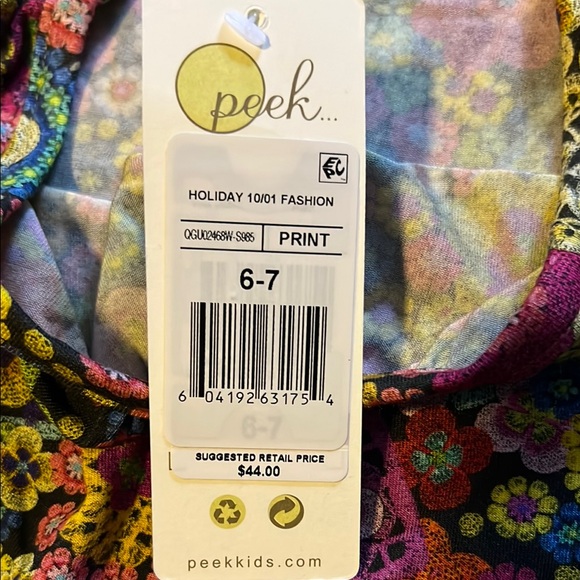 peek...
EPC
HOLIDAY 10/01 FASHION
QGU02468W-S985 PRINT
6-7
6 04192 63175 4
6-7
SUGGESTED RETAIL PRICE
$44.00
peekkids.com